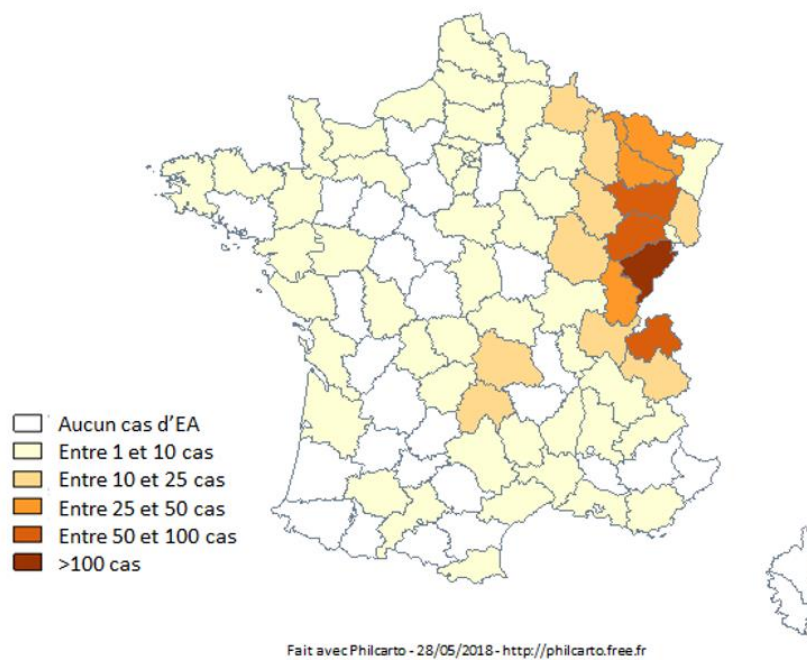 Aucun cas d'EA
Entre 1 et 10 cas
Entre 10 et 25 cas
Entre 25 et 50 cas
Entre 50 et 100 cas
>100 cas
Fait avec Philcarto - 28/05/2018 - http://philcarto.free.fr